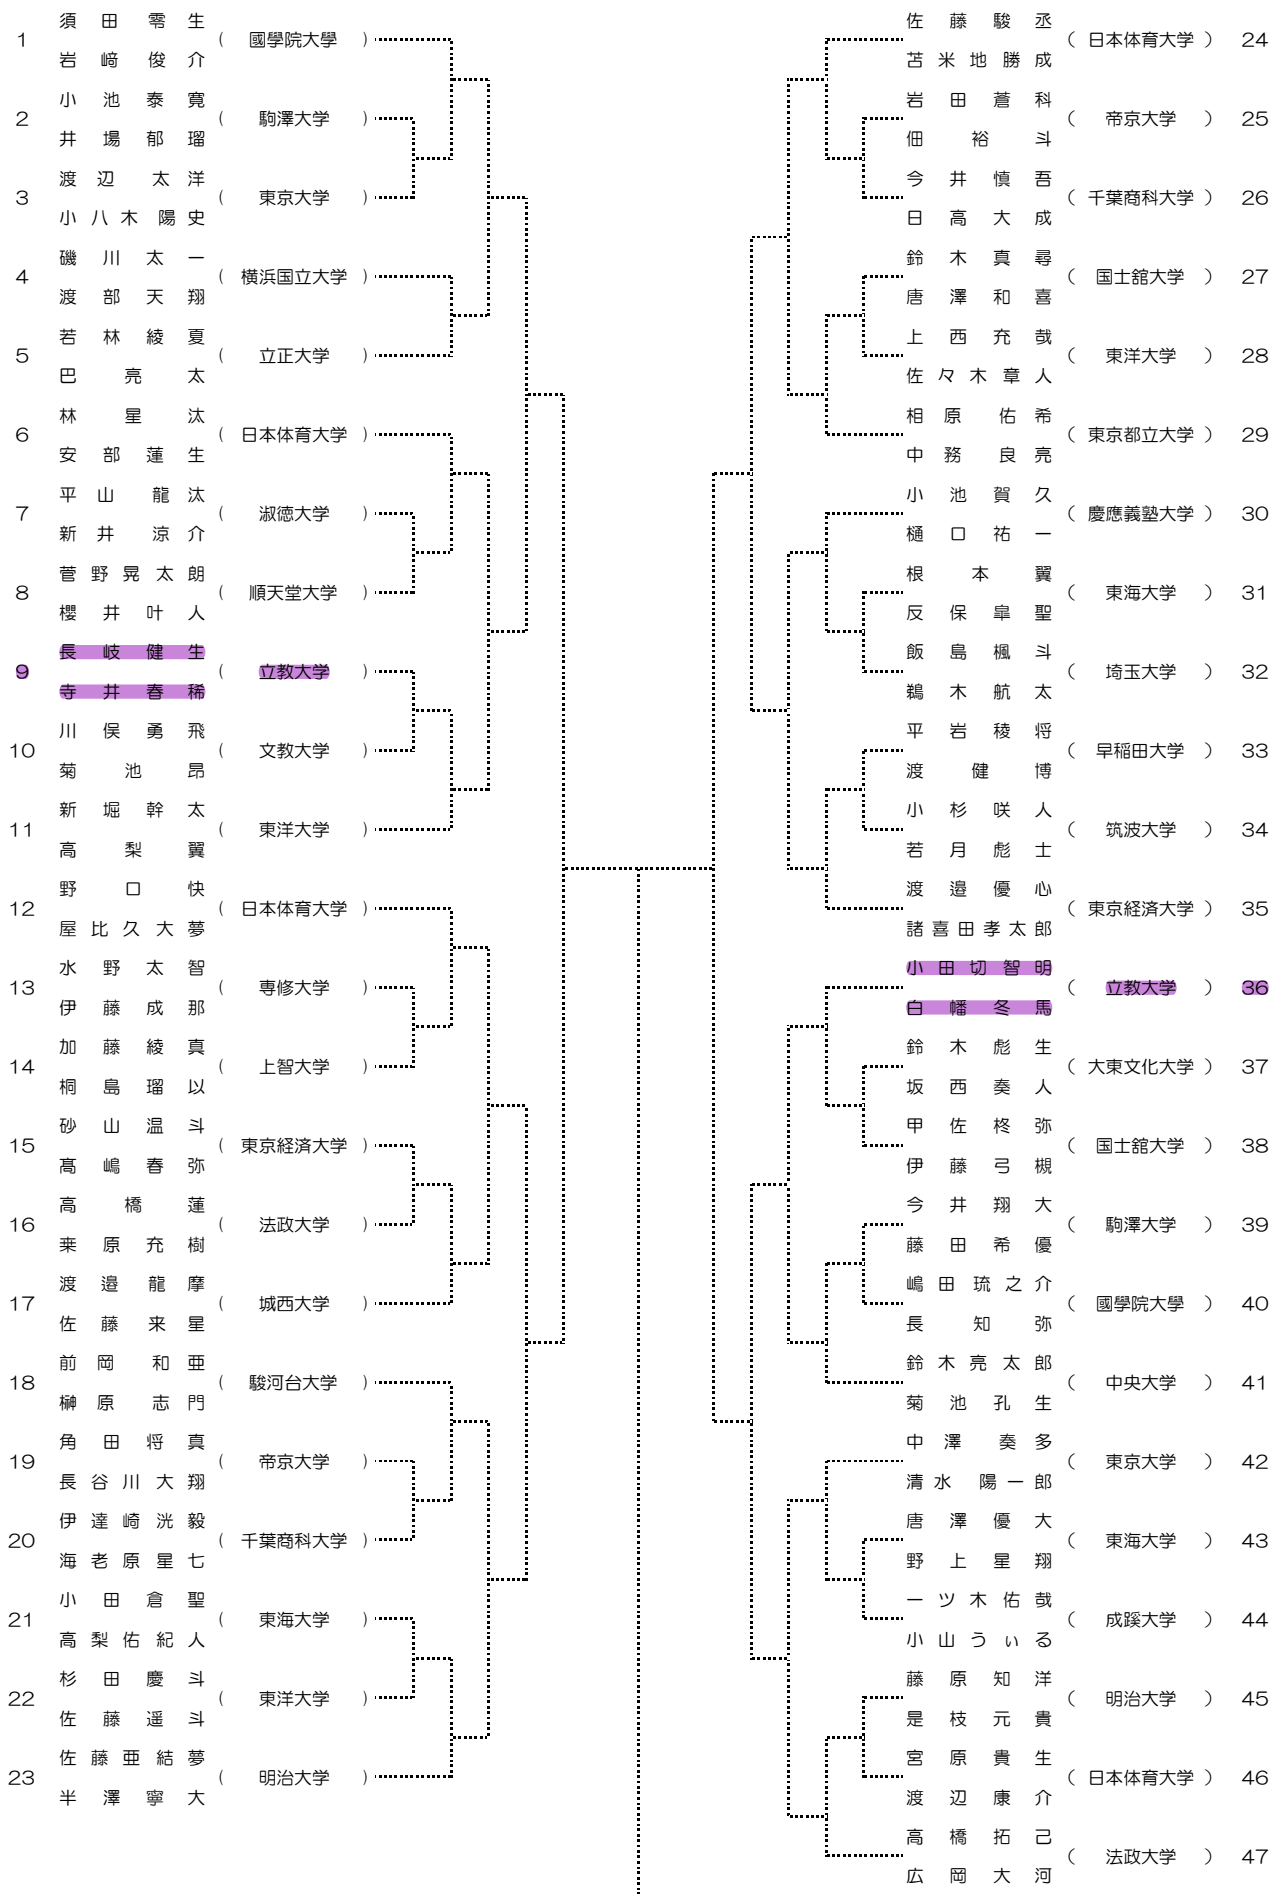 須田零生
1 (國學院大學)
岩﨑俊介
小池泰寛
2 (駒澤大学)
井場郁瑠
渡辺太洋
3 (東京大学)
小八木陽史
磯川太一
4 (横浜国立大学)
渡部天翔
若林綾夏
5 (立正大学)
巴亮太
林星汰
6 (日本体育大学)
安部蓮生
平山龍汰
7 (淑徳大学)
新井涼介
菅野晃太朗
8 (順天堂大学)
櫻井叶人
長岐健生
9 (立教大学)
寺井春稀
川俣勇飛
10 (文教大学)
菊池昂
新堀幹太
11 (東洋大学)
高梨翼
野口快
12 (日本体育大学)
屋比久大夢
水野太智
13 (専修大学)
伊藤成那
加藤綾真
14 (上智大学)
桐島瑠以
砂山温斗
15 (東京経済大学)
髙嶋春弥
高橋蓮
16 (法政大学)
栗原充樹
渡邉龍摩
17 (城西大学)
佐藤来星
前岡和亜
18 (駿河台大学)
榊原志門
角田将真
19 (帝京大学)
長谷川大翔
伊達崎洸毅
20 (千葉商科大学)
海老原星七
小田倉聖
21 (東海大学)
高梨佑紀人
杉田慶斗
22 (東洋大学)
佐藤遥斗
佐藤亜結夢
23 (明治大学)
半澤寧大
佐藤駿丞
(日本体育大学) 24
苫米地勝成
岩田蒼科
(帝京大学) 25
佃裕斗
今井慎吾
(千葉商科大学) 26
日高大成
鈴木真尋
(国士舘大学) 27
唐澤和喜
上西充哉
(東洋大学) 28
佐々木章人
相原佑希
(東京都立大学) 29
中務良亮
小池賀久
(慶應義塾大学) 30
樋口祐一
根本翼
(東海大学) 31
反保皐聖
飯島楓斗
(埼玉大学) 32
鵜木航太
平岩稜将
(早稲田大学) 33
渡健博
小杉咲人
(筑波大学) 34
若月彪士
渡邉優心
(東京経済大学) 35
諸喜田孝太郎
小田切智明
(立教大学) 36
白幡冬馬
鈴木彪生
(大東文化大学) 37
坂西奏人
甲佐柊弥
(国士舘大学) 38
伊藤弓槻
今井翔大
(駒澤大学) 39
藤田希優
嶋田琉之介
(國學院大學) 40
長知弥
鈴木亮太郎
(中央大学) 41
菊池孔生
中澤奏多
(東京大学) 42
清水陽一郎
唐澤優大
(東海大学) 43
野上星翔
一ツ木佑哉
(成蹊大学) 44
小山うぃる
藤原知洋
(明治大学) 45
是枝元貴
宮原貴生
(日本体育大学) 46
渡辺康介
高橋拓己
(法政大学) 47
広岡大河